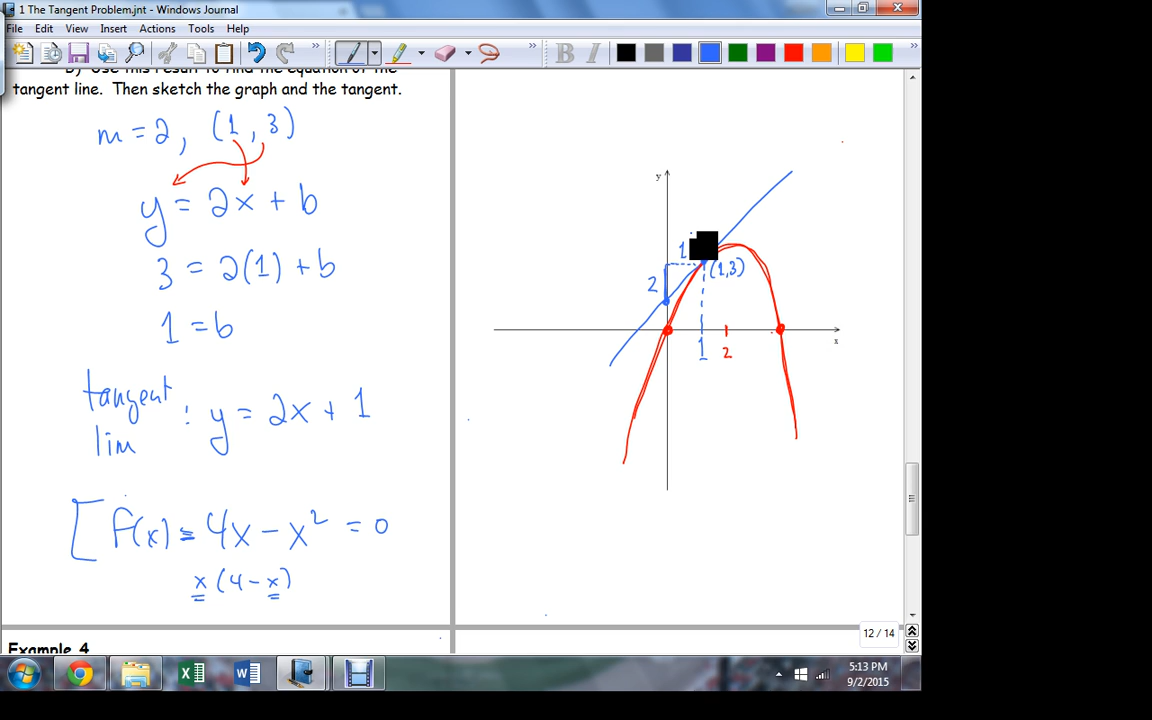 1 The Tangent Problem.jnt - Windows Journal
File Edit View Insert Actions Tools Help
B I
tangent line. Then sketch the graph and the tangent.
m = 2, (1, 3)
y = 2x + b
3 = 2(1) + b
1 = b
tangent
lim : y = 2x + 1
f(x) = 4x - x² = 0
x(4 - x)
y
1
2
(1,3)
x
1
2
12 / 14
Example 4
5:13 PM
9/2/2015